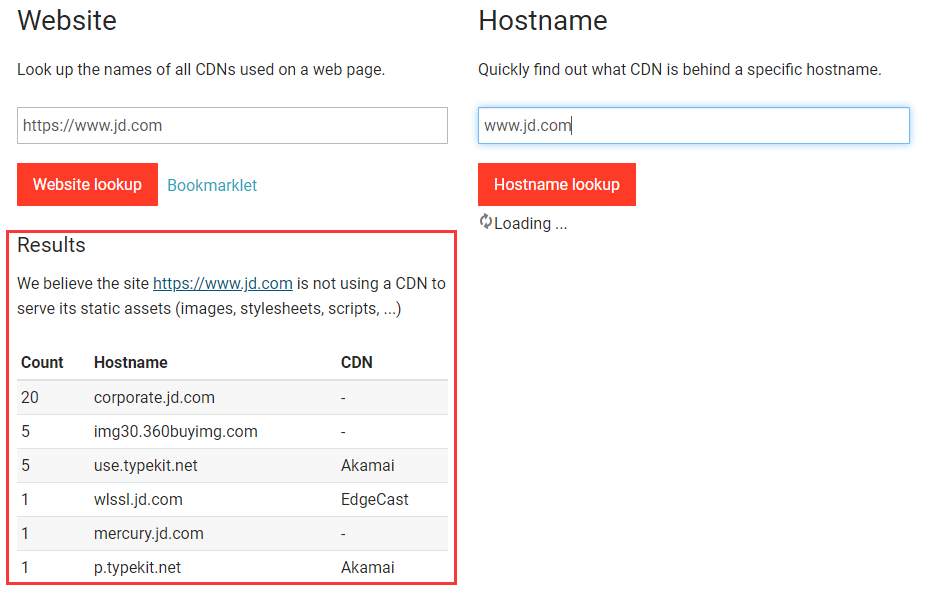 Website
Look up the names of all CDNs used on a web page.
https://www.jd.com
Website lookup Bookmarklet
Results
We believe the site https://www.jd.com is not using a CDN to
serve its static assets (images, stylesheets, scripts, ...)
Count Hostname CDN
20 corporate.jd.com -
5 img30.360buyimg.com -
5 use.typekit.net Akamai
1 wlssl.jd.com EdgeCast
1 mercury.jd.com -
1 p.typekit.net Akamai
Hostname
Quickly find out what CDN is behind a specific hostname.
www.jd.com
Hostname lookup
Loading ...